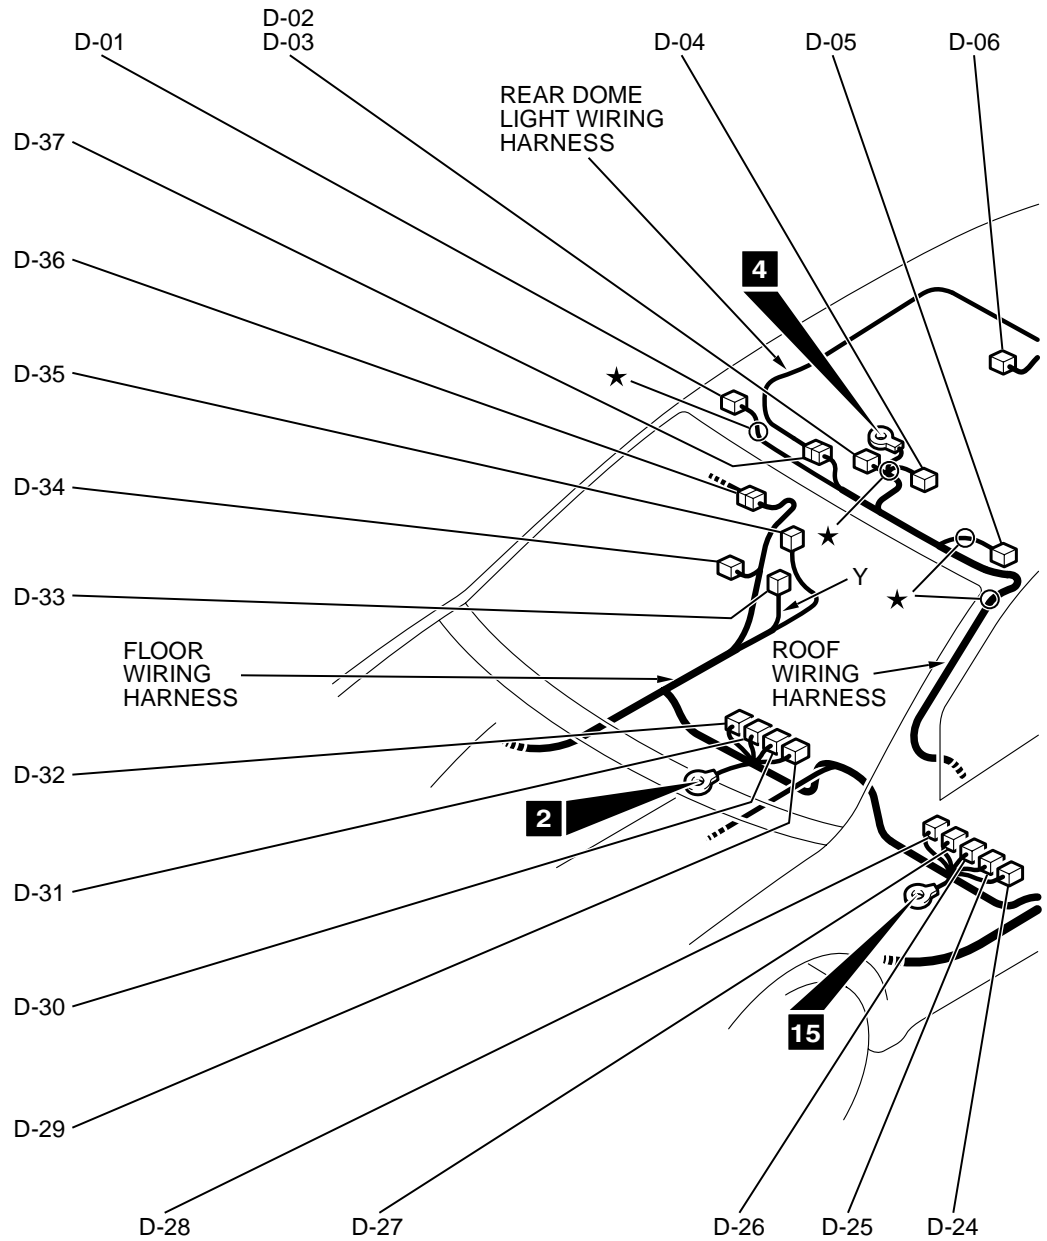 D-02
D-01
D-03
D-04
D-05
D-06
REAR DOME
LIGHT WIRING
HARNESS
D-37
D-36
4
★
D-35
D-34
★
Y
D-33
★
FLOOR
WIRING
HARNESS
ROOF
WIRING
HARNESS
D-32
2
D-31
D-30
15
D-29
D-28
D-27
D-26
D-25
D-24